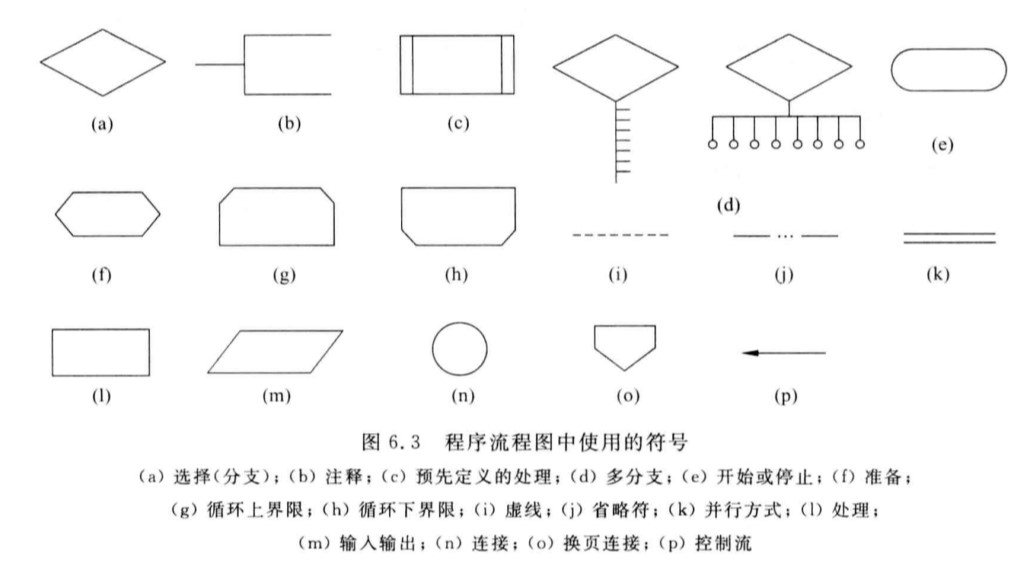 (a)
(b)
(c)
(d)
(e)
(f)
(g)
(h)
(i)
(j)
(k)
(l)
(m)
(n)
(o)
(p)
图 6.3 程序流程图中使用的符号
(a) 选择(分支); (b) 注释; (c) 预先定义的处理; (d) 多分支; (e) 开始或停止; (f) 准备;
(g) 循环上界限; (h) 循环下界限; (i) 虚线; (j) 省略符; (k) 并行方式; (l) 处理;
(m) 输入输出; (n) 连接; (o) 换页连接; (p) 控制流